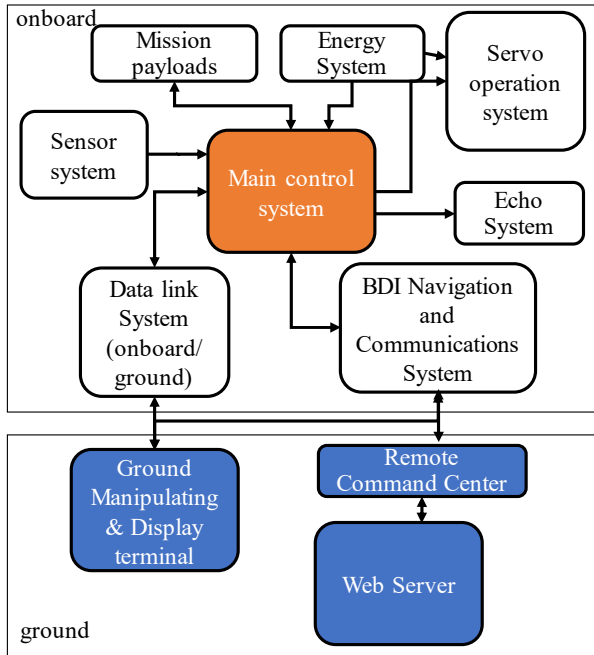 onboard
Mission
payloads
Energy
System
Servo
operation
system
Sensor
system
Main control
system
Echo
System
Data link
System
(onboard/
ground)
BDI Navigation
and
Communications
System
Ground
Manipulating
& Display
terminal
Remote
Command Center
Web Server
ground